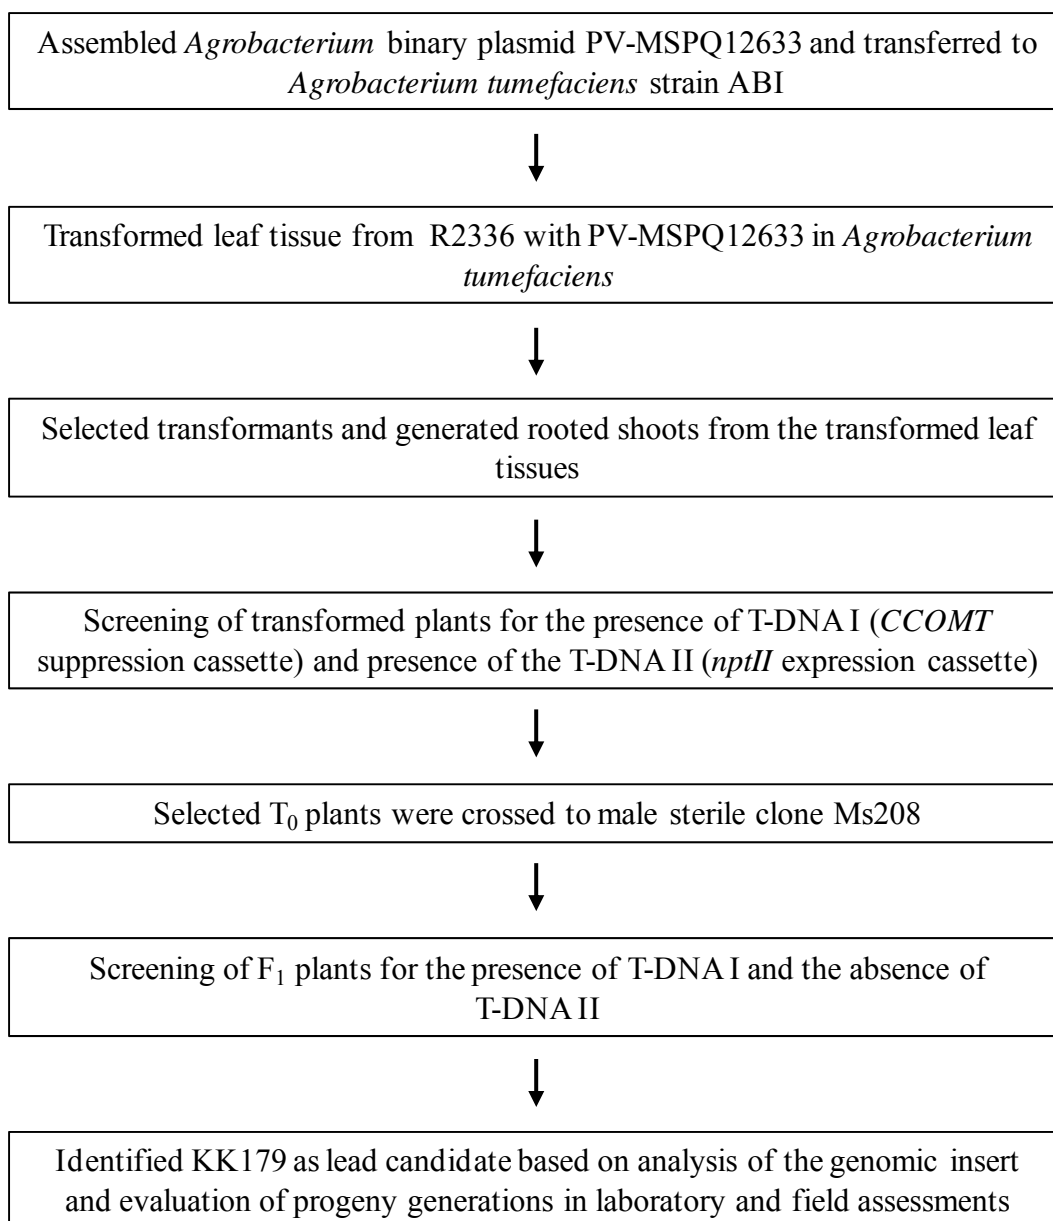 Assembled Agrobacterium binary plasmid PV-MSPQ12633 and transferred to
Agrobacterium tumefaciens strain ABI
Transformed leaf tissue from R2336 with PV-MSPQ12633 in Agrobacterium
tumefaciens
Selected transformants and generated rooted shoots from the transformed leaf
tissues
Screening of transformed plants for the presence of T-DNA I (CCOMT
suppression cassette) and presence of the T-DNA II (nptII expression cassette)
Selected T0 plants were crossed to male sterile clone Ms208
Screening of F1 plants for the presence of T-DNA I and the absence of
T-DNA II
Identified KK179 as lead candidate based on analysis of the genomic insert
and evaluation of progeny generations in laboratory and field assessments